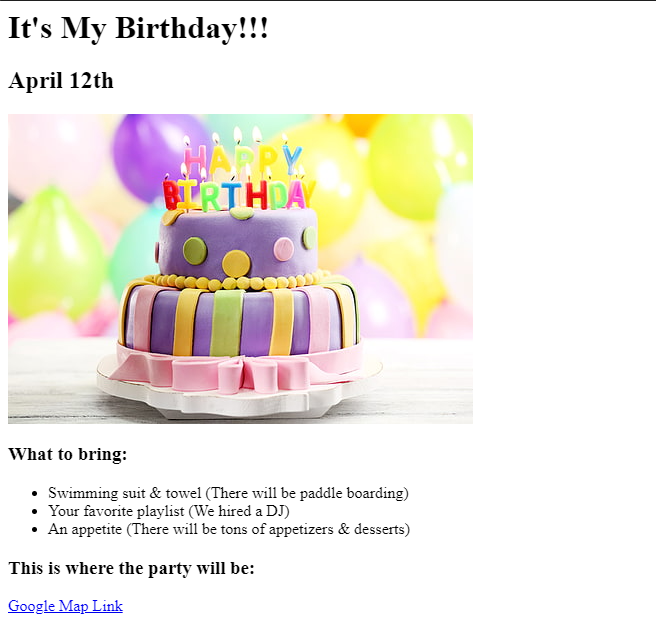 It's My Birthday!!!
April 12th
HAPPY
BIRTHDAY
What to bring:
Swimming suit & towel (There will be paddle boarding)
Your favorite playlist (We hired a DJ)
An appetite (There will be tons of appetizers & desserts)
This is where the party will be:
Google Map Link